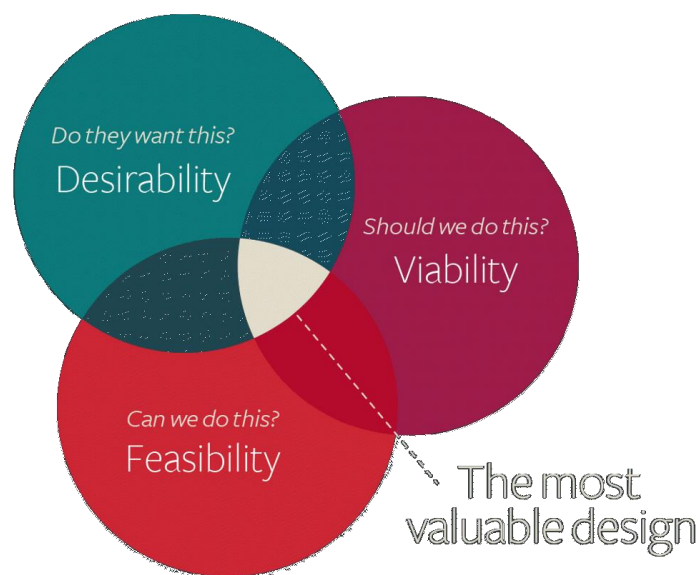 Do they want this?
Desirability
Should we do this?
Viability
Can we do this?
Feasibility
The most
valuable design